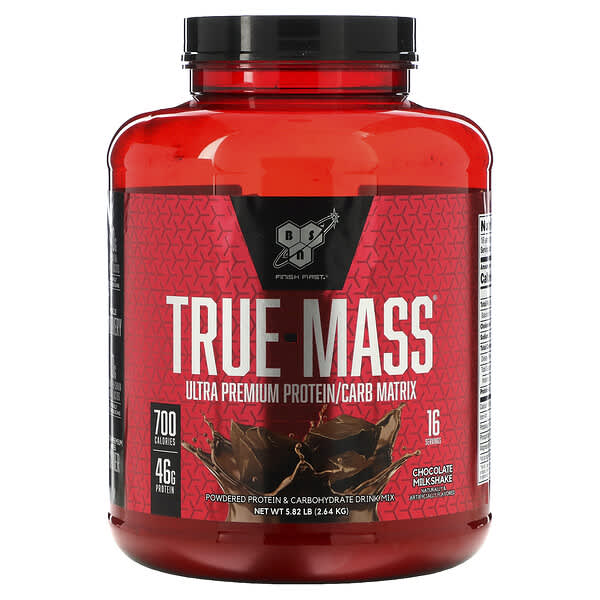 B S N
FINISH FIRST.™
TRUE-MASS®
ULTRA PREMIUM PROTEIN/CARB MATRIX
700
CALORIES
46G
PROTEIN
16
SERVINGS
CHOCOLATE
MILKSHAKE
NATURALLY &
ARTIFICIALLY FLAVORED
POWDERED PROTEIN & CARBOHYDRATE DRINK MIX
NET WT 5.82 LB (2.64 KG)